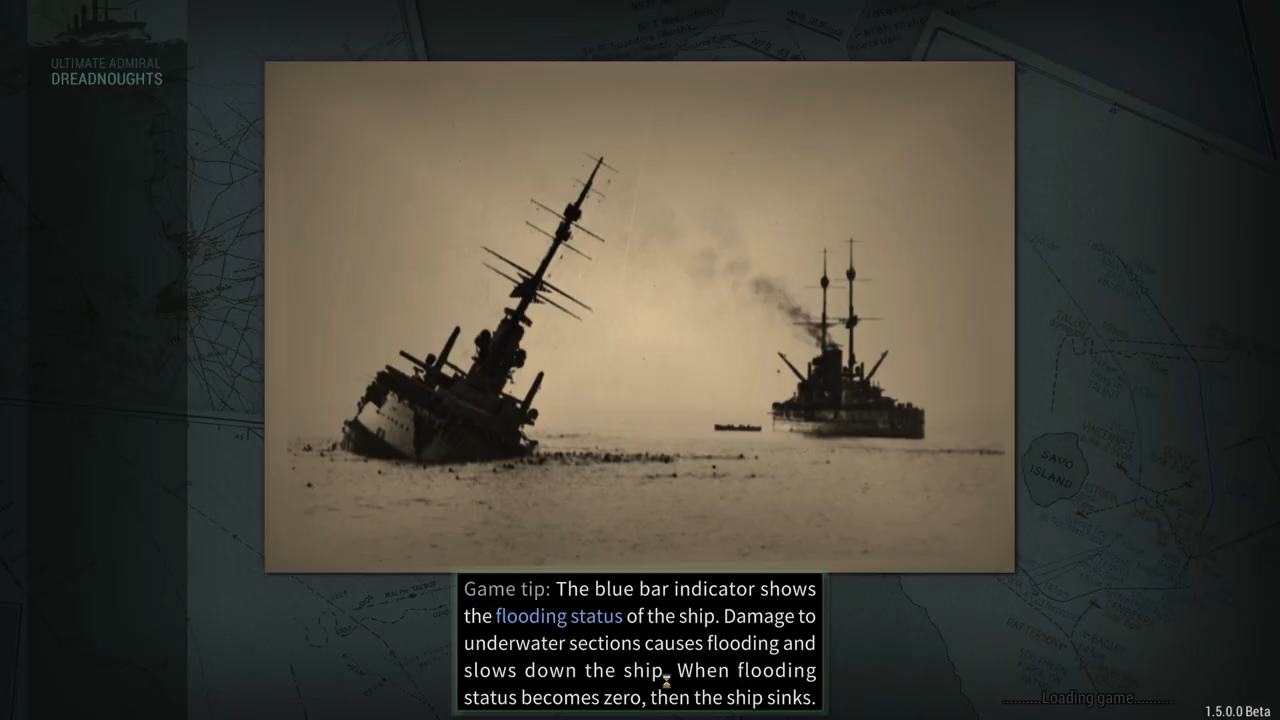 ULTIMATE ADMIRAL
DREADNOUGHTS
SAVO
ISLAND
Game tip: The blue bar indicator shows
the flooding status of the ship. Damage to
underwater sections causes flooding and
slows down the ship. When flooding
status becomes zero, then the ship sinks.
RALPH TALBOT
..........Loading game..........
1.5.0.0 Beta